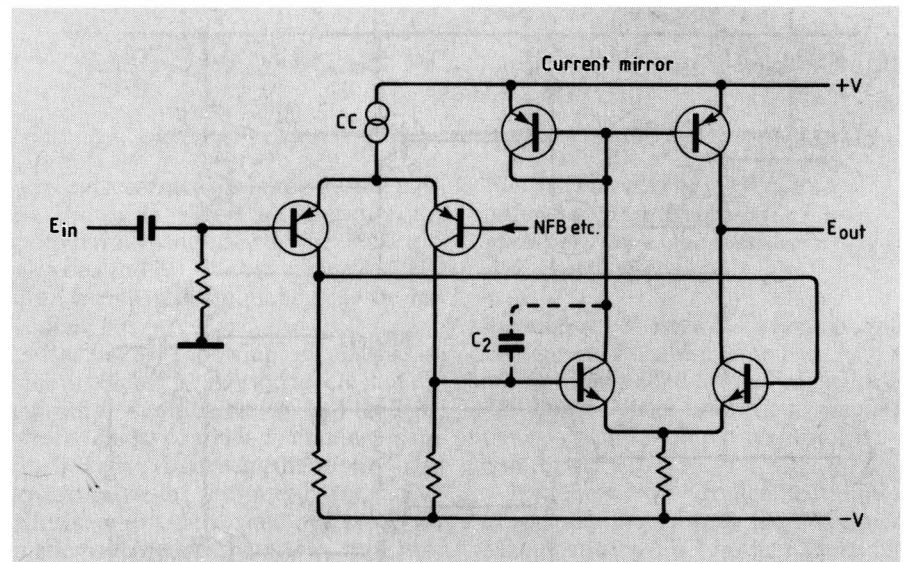 Current mirror
+V
CC
Ein
NFB etc.
Eout
C2
-V